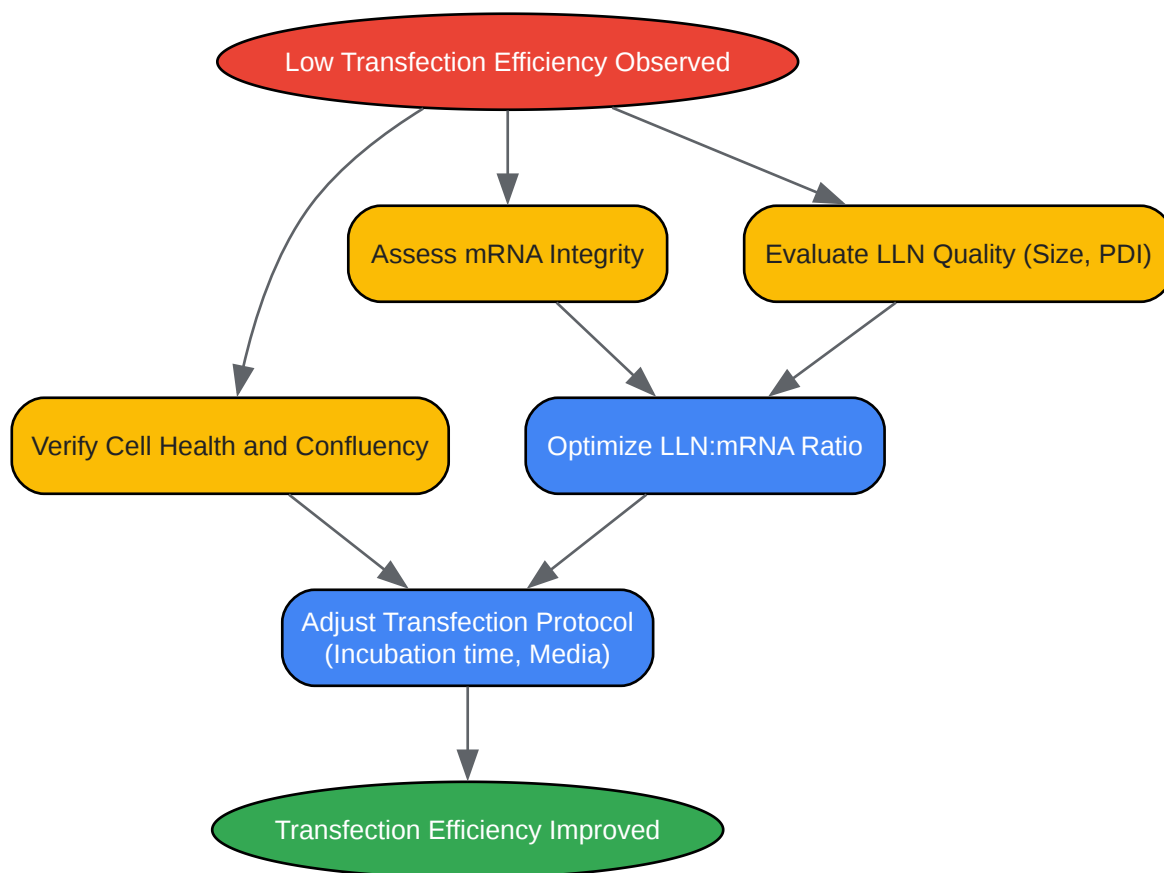 Low Transfection Efficiency Observed
Assess mRNA Integrity
Evaluate LLN Quality (Size, PDI)
Verify Cell Health and Confluency
Optimize LLN:mRNA Ratio
Adjust Transfection Protocol
(Incubation time, Media)
Transfection Efficiency Improved